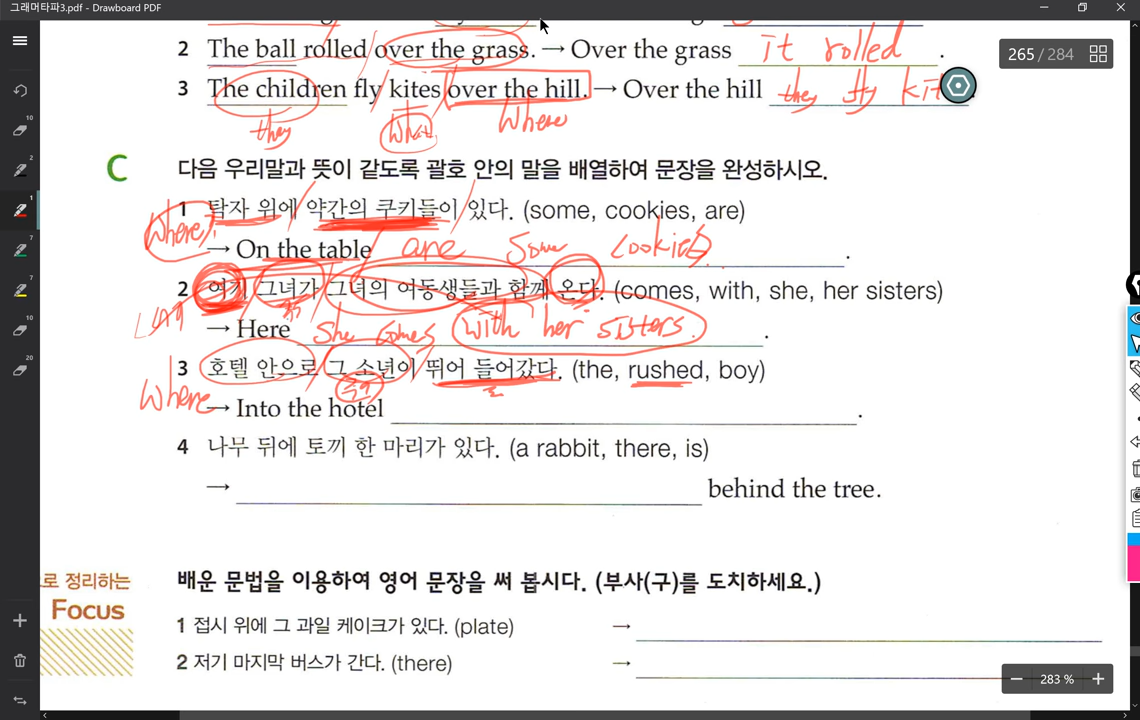 그래머타파3.pdf - Drawboard PDF
2 The ball rolled over the grass. → Over the grass it rolled .
265 / 284
3 The children fly kites over the hill. → Over the hill they fly kit
they what Where
C 다음 우리말과 뜻이 같도록 괄호 안의 말을 배열하여 문장을 완성하시오.
1 탁자 위에 약간의 쿠키들이 있다. (some, cookies, are)
Where
→ On the table are some cookies .
2 여기 그녀가 그녀의 여동생들과 함께 온다. (comes, with, she, her sisters)
→ Here she comes with her sisters. .
3 호텔 안으로 그 소년이 뛰어 들어갔다. (the, rushed, boy)
Where
→ Into the hotel .
4 나무 뒤에 토끼 한 마리가 있다. (a rabbit, there, is)
→ behind the tree.
로 정리하는
Focus
배운 문법을 이용하여 영어 문장을 써 봅시다. (부사(구)를 도치하세요.)
1 접시 위에 그 과일 케이크가 있다. (plate) →
2 저기 마지막 버스가 간다. (there) →
283 %
10
2
1
7
7
10
20